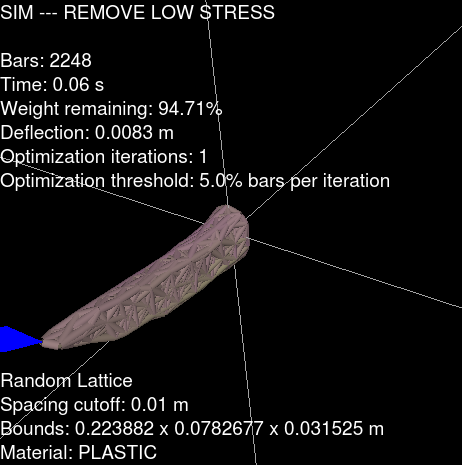 SIM --- REMOVE LOW STRESS
Bars: 2248
Time: 0.06 s
Weight remaining: 94.71%
Deflection: 0.0083 m
Optimization iterations: 1
Optimization threshold: 5.0% bars per iteration
Random Lattice
Spacing cutoff: 0.01 m
Bounds: 0.223882 x 0.0782677 x 0.031525 m
Material: PLASTIC